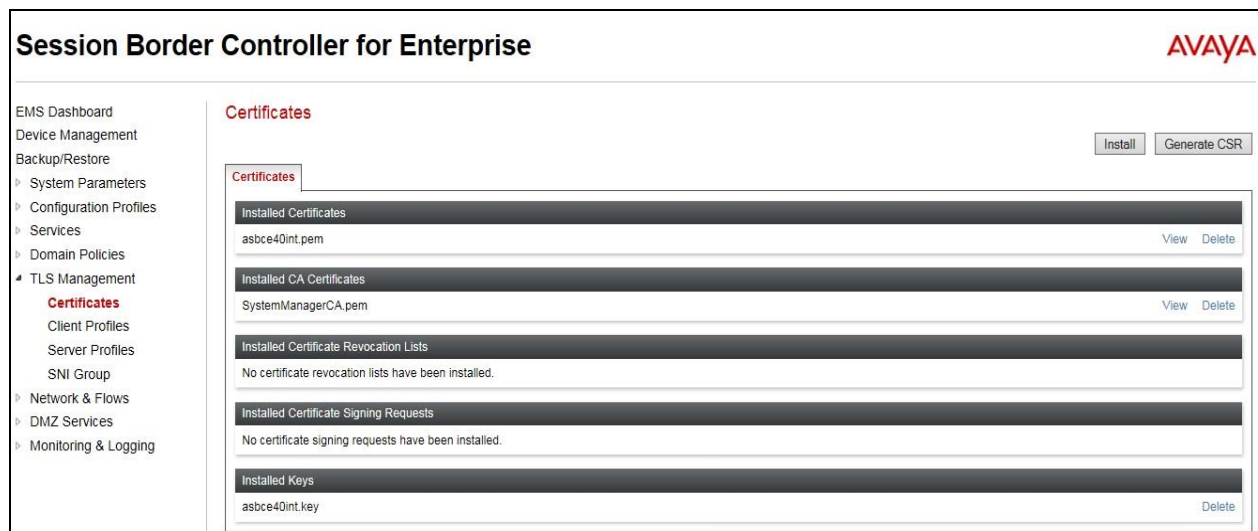 Session Border Controller for Enterprise
AVAYA
EMS Dashboard
Device Management
Backup/Restore
System Parameters
Configuration Profiles
Services
Domain Policies
TLS Management
Certificates
Client Profiles
Server Profiles
SNI Group
Network & Flows
DMZ Services
Monitoring & Logging
Certificates
Install Generate CSR
Certificates
Installed Certificates
asbce40int.pem View Delete
Installed CA Certificates
SystemManagerCA.pem View Delete
Installed Certificate Revocation Lists
No certificate revocation lists have been installed.
Installed Certificate Signing Requests
No certificate signing requests have been installed.
Installed Keys
asbce40int.key Delete